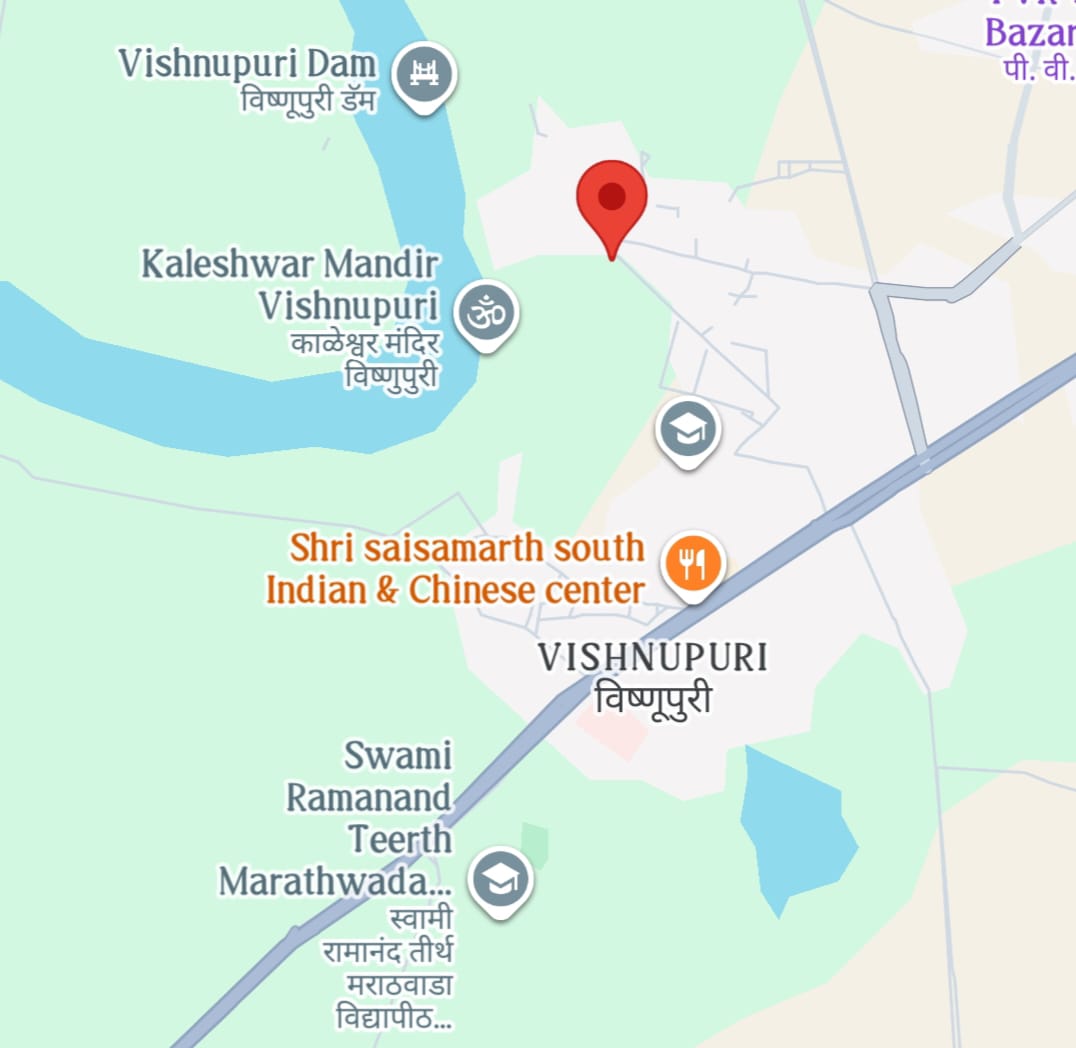 Bazar
पी. वी.
Vishnupuri Dam
विष्णूपुरी डॅम
Kaleshwar Mandir
Vishnupuri
काळेश्वर मंदिर
विष्णुपुरी
Shri saisamarth south
Indian & Chinese center
VISHNUPURI
विष्णूपुरी
Swami
Ramanand
Teerth
Marathwada...
स्वामी
रामानंद तीर्थ
मराठवाडा
विद्यापीठ...